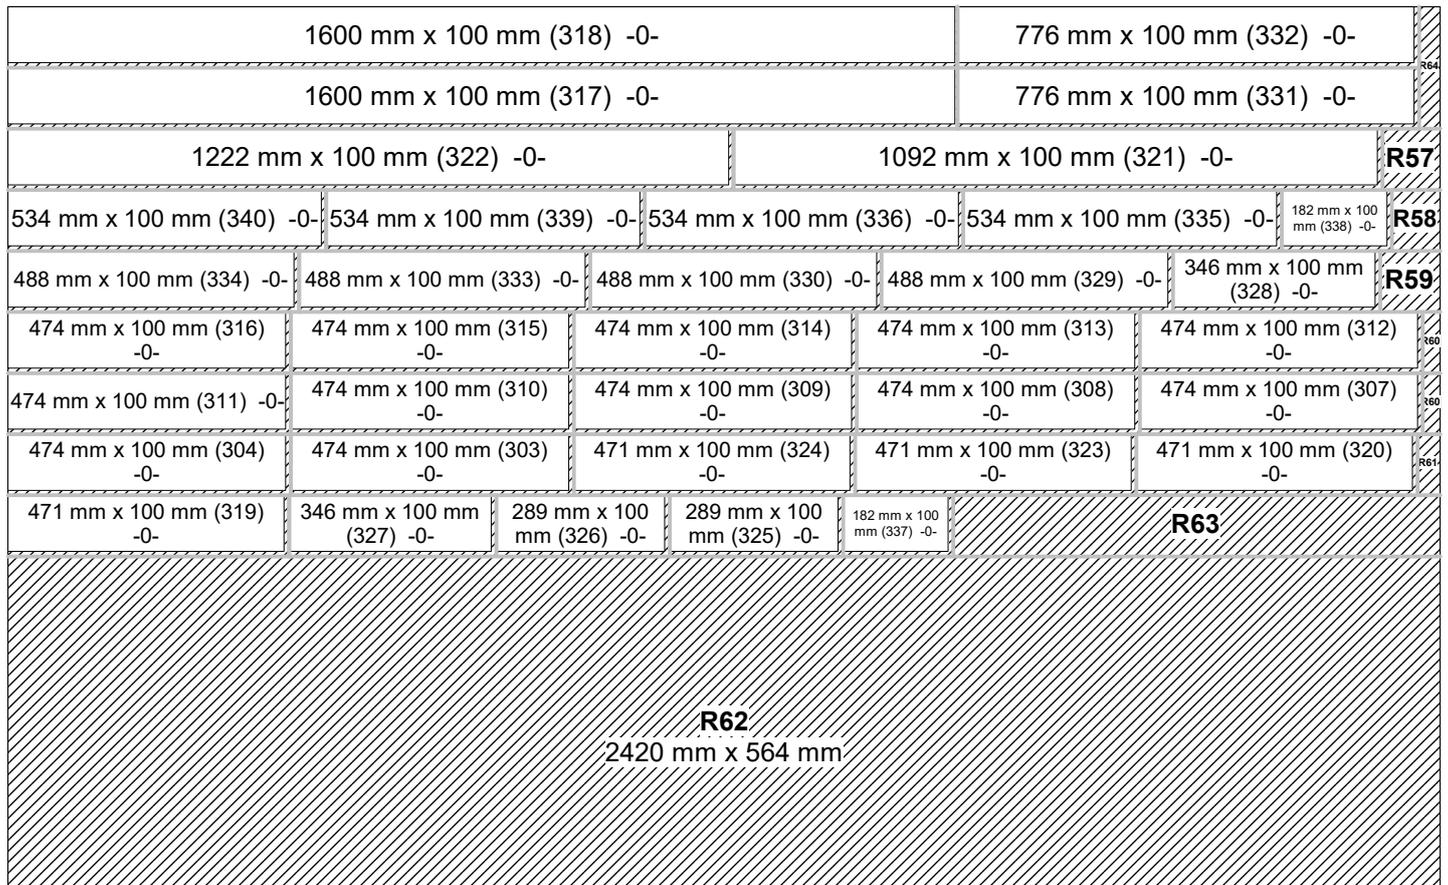 1600 mm x 100 mm (318) -0-
776 mm x 100 mm (332) -0-
R64
1600 mm x 100 mm (317) -0-
776 mm x 100 mm (331) -0-
1222 mm x 100 mm (322) -0-
1092 mm x 100 mm (321) -0-
R57
534 mm x 100 mm (340) -0-
534 mm x 100 mm (339) -0-
534 mm x 100 mm (336) -0-
534 mm x 100 mm (335) -0-
182 mm x 100
mm (338) -0-
R58
488 mm x 100 mm (334) -0-
488 mm x 100 mm (333) -0-
488 mm x 100 mm (330) -0-
488 mm x 100 mm (329) -0-
346 mm x 100 mm
(328) -0-
R59
474 mm x 100 mm (316)
-0-
474 mm x 100 mm (315)
-0-
474 mm x 100 mm (314)
-0-
474 mm x 100 mm (313)
-0-
474 mm x 100 mm (312)
-0-
R60
474 mm x 100 mm (311) -0-
474 mm x 100 mm (310)
-0-
474 mm x 100 mm (309)
-0-
474 mm x 100 mm (308)
-0-
474 mm x 100 mm (307)
-0-
R60
474 mm x 100 mm (304)
-0-
474 mm x 100 mm (303)
-0-
471 mm x 100 mm (324)
-0-
471 mm x 100 mm (323)
-0-
471 mm x 100 mm (320)
-0-
R61
471 mm x 100 mm (319)
-0-
346 mm x 100 mm
(327) -0-
289 mm x 100
mm (326) -0-
289 mm x 100
mm (325) -0-
182 mm x 100
mm (337) -0-
R63
R62
2420 mm x 564 mm